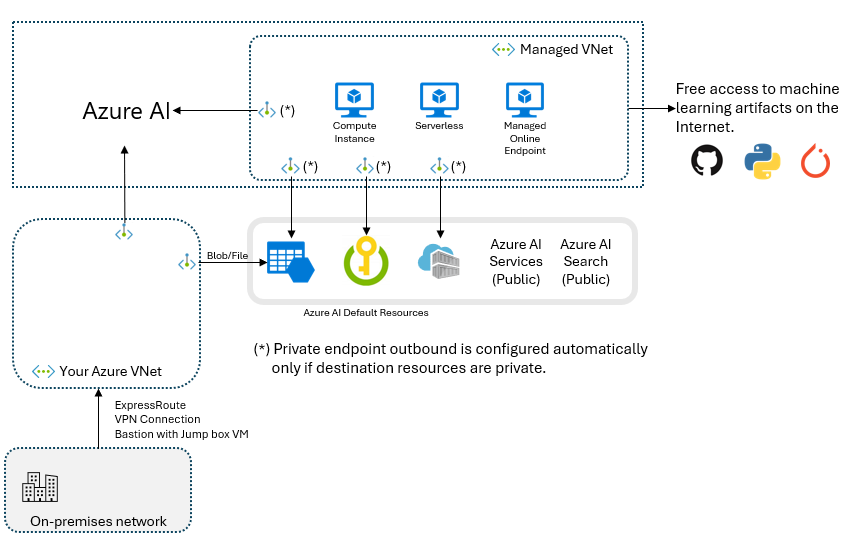 Managed VNet
Azure AI
(*)
Compute
Instance
Serverless
Managed
Online
Endpoint
(*)
(*)
(*)
Free access to machine
learning artifacts on the
Internet.
Blob/File
Azure AI
Services
(Public)
Azure AI
Search
(Public)
Azure AI Default Resources
(*) Private endpoint outbound is configured automatically
only if destination resources are private.
Your Azure VNet
ExpressRoute
VPN Connection
Bastion with Jump box VM
On-premises network